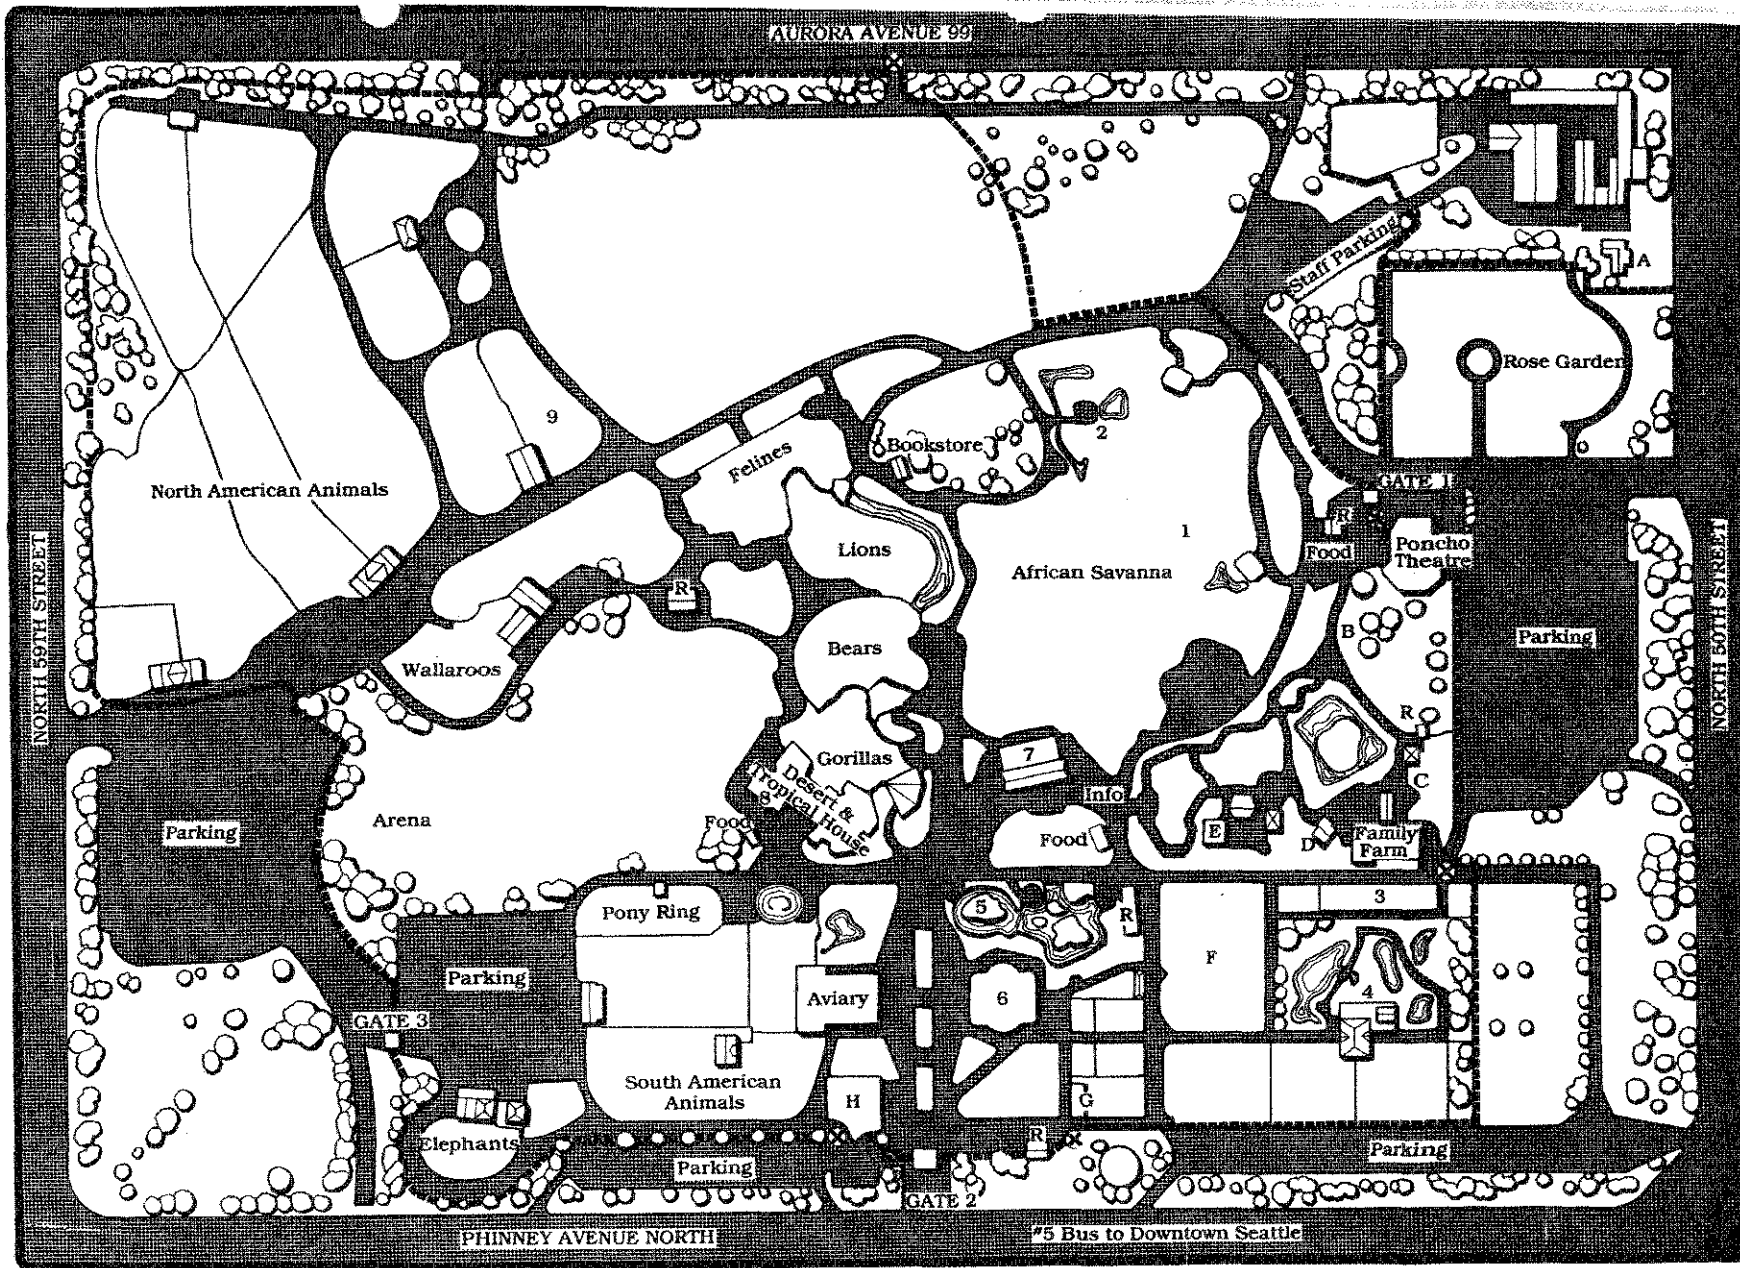 AURORA AVENUE 99
Staff Parking
A
Rose Garden
9
2
Bookstore
Felines
North American Animals
GATE 1
R
1
Lions
Food
Poncho
Theatre
African Savanna
NORTH 59TH STREET
NORTH 50TH STREET
R
B
Parking
Bears
Wallaroos
R
7
Gorillas
Desert &
Tropical House
8
C
Info
Parking
Arena
Food
Food
E
D
Family
Farm
Pony Ring
5
R
3
F
Parking
Aviary
6
4
GATE 3
South American
Animals
H
G
Elephants
R
Parking
Parking
GATE 2
PHINNEY AVENUE NORTH
#5 Bus to Downtown Seattle